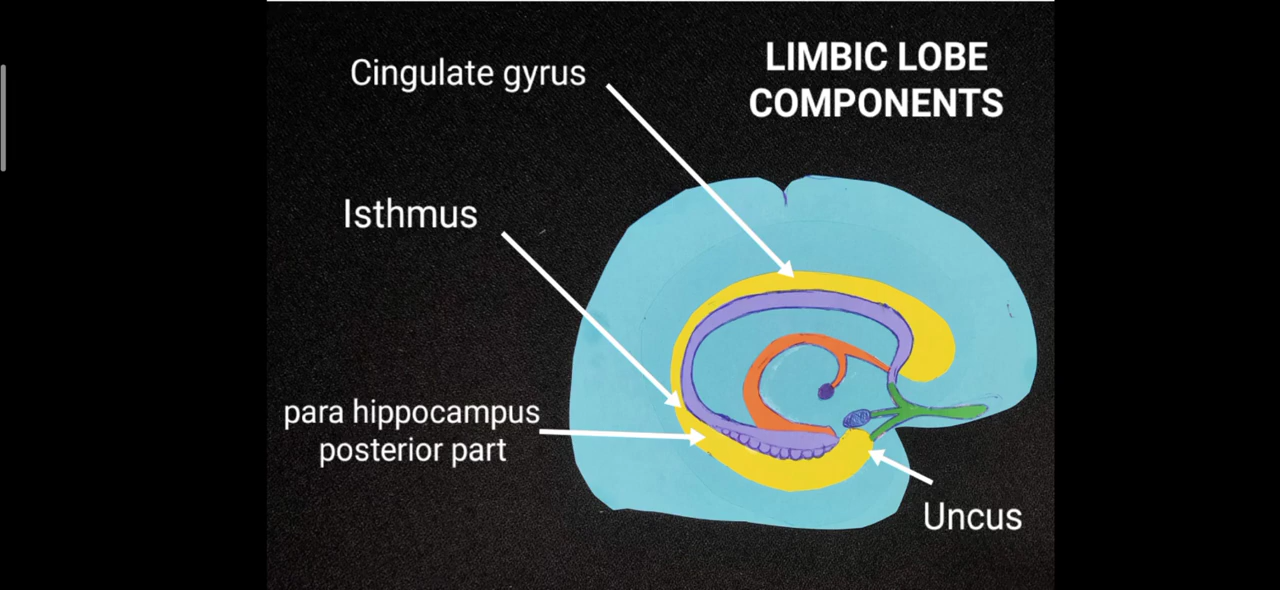 LIMBIC LOBE
COMPONENTS
Cingulate gyrus
Isthmus
para hippocampus
posterior part
Uncus